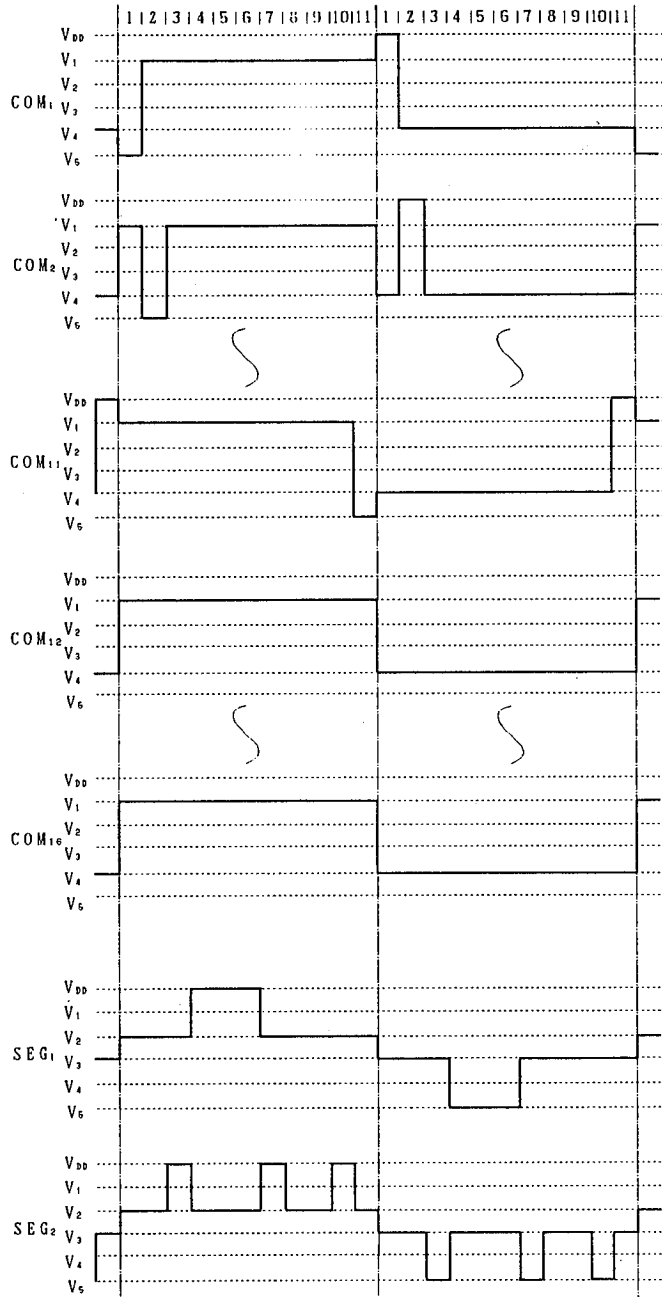 1 | 2 | 3 | 4 | 5 | 6 | 7 | 8 | 9 |10|11 1 | 2 | 3 | 4 | 5 | 6 | 7 | 8 | 9 |10|11
VDD
V1
V2
COM1 V3
V4
V5
VDD
V1
V2
COM2 V3
V4
V5
VDD
V1
V2
COM11 V3
V4
V5
VDD
V1
V2
COM12 V3
V4
V5
VDD
V1
V2
COM16 V3
V4
V5
VDD
V1
V2
SEG1 V3
V4
V5
VDD
V1
V2
SEG2 V3
V4
V5